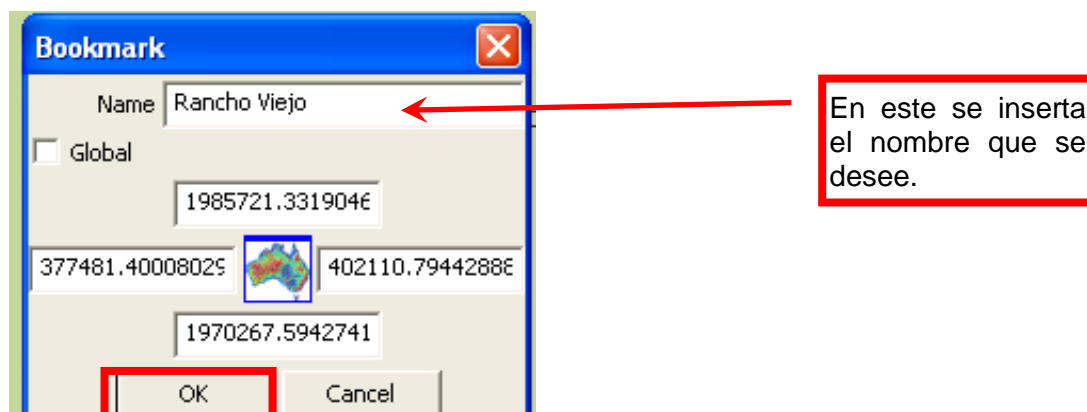 Bookmark
Name Rancho Viejo
Global
1985721.3319046
377481.40008029 402110.79442888
1970267.5942741
OK Cancel
En este se inserta
el nombre que se
desee.